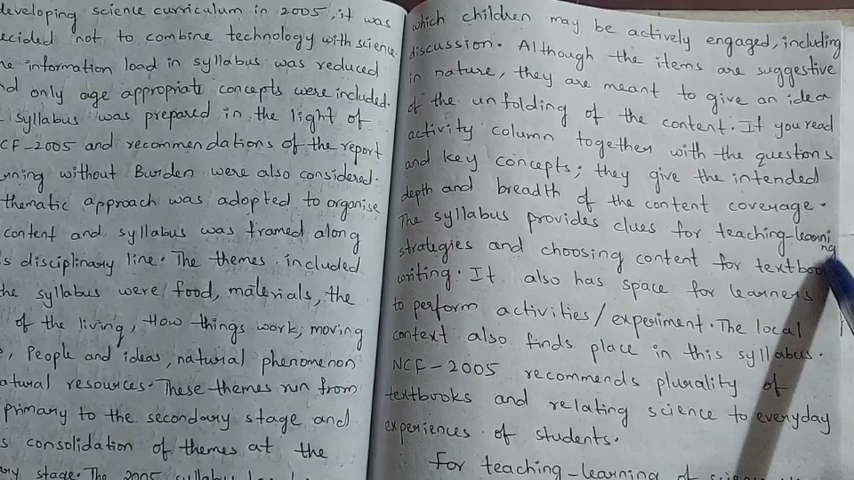 developing science curriculum in 2005, it was
ecided not to combine technology with science.
he information load in syllabus was reduced
nd only age appropriate concepts were included.
syllabus was prepared in the light of
CF-2005 and recommendations of the report
rning without Burden were also considered.
thematic approach was adopted to organise
content and syllabus was framed along
s disciplinary line. The themes included
he syllabus were food, materials, the
of the living, How things work, moving
, People and ideas, natural phenomenon
atural resources. These themes run from
primary to the secondary stage and
s consolidation of themes at the
ary stage. The 2005 syllabus
which children may be actively engaged, including
discussion. Although the items are suggestive
in nature, they are meant to give an idea
of the unfolding of the content. If you read
activity column together with the questions
and key concepts; they give the intended
depth and breadth of the content coverage.
The syllabus provides clues for teaching-learning
strategies and choosing content for textboo
writing. It also has space for learners
to perform activities/experiment. The local
context also finds place in this syllabus.
NCF-2005 recommends plurality of
textbooks and relating science to everyday
experiences of students.
For teaching-learning of